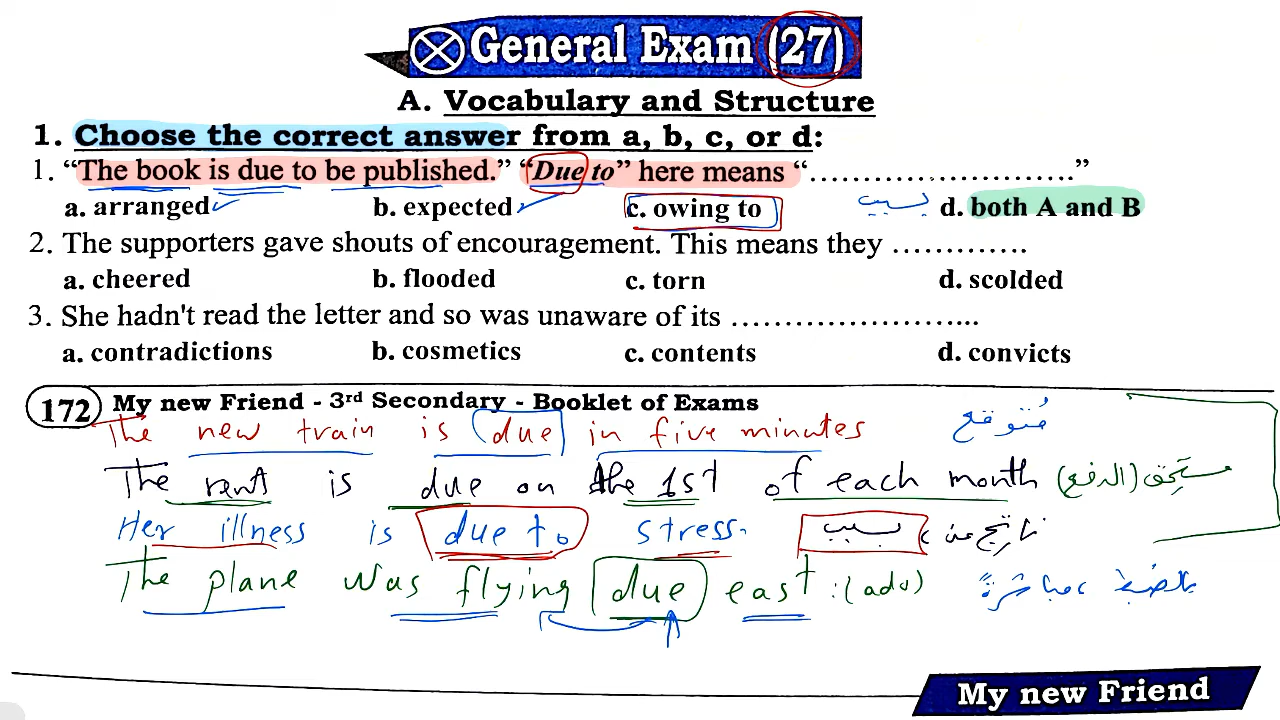 General Exam (27)
A. Vocabulary and Structure
1. Choose the correct answer from a, b, c, or d:
1. “The book is due to be published.” “Due to” here means “……………………….”
a. arranged b. expected c. owing to بسبب d. both A and B
2. The supporters gave shouts of encouragement. This means they ………….
a. cheered b. flooded c. torn d. scolded
3. She hadn't read the letter and so was unaware of its ……………………...
a. contradictions b. cosmetics c. contents d. convicts
172 My new Friend - 3rd Secondary - Booklet of Exams
The new train is due in five minutes مُتوقع
The rent is due on the 1st of each month مستحِق (الدفع)
Her illness is due to stress. ناتج عن، بسبب
The plane was flying due east :(adv) بالضبط، مباشرةً
My new Friend